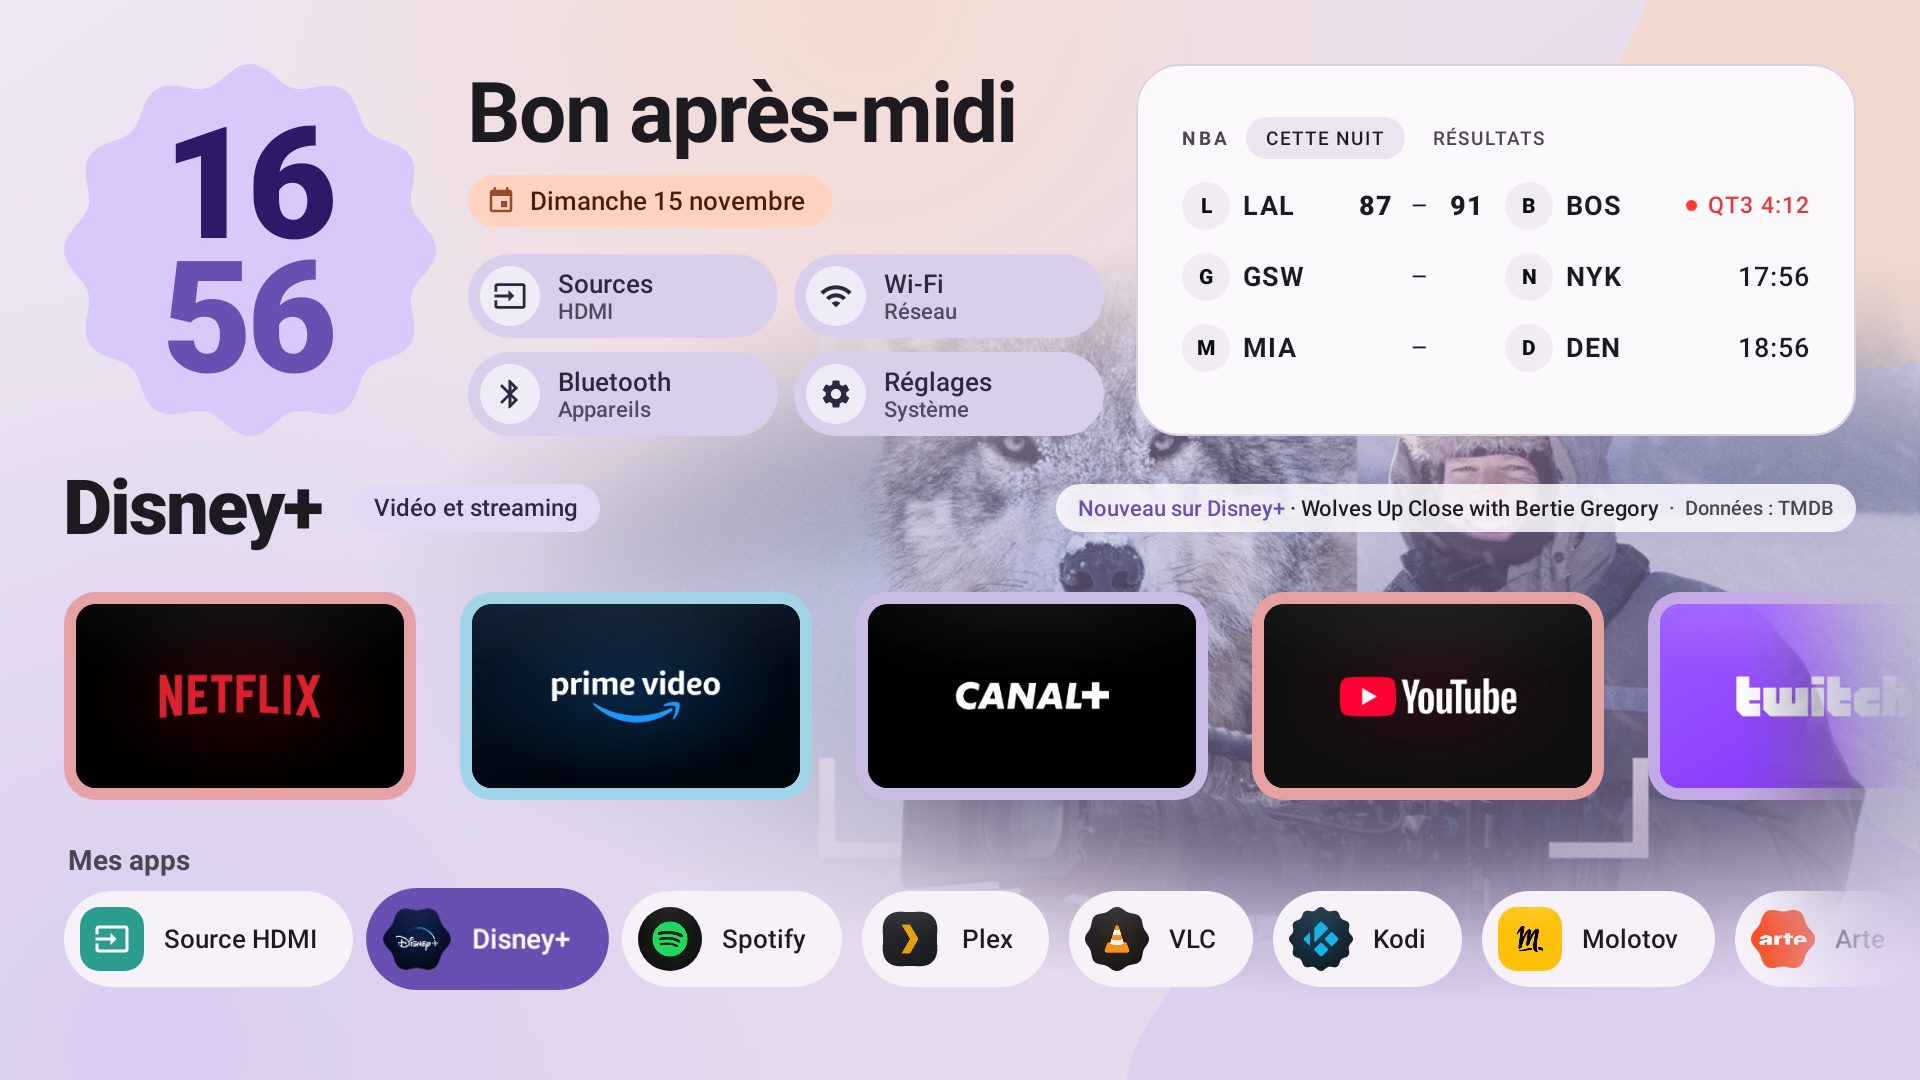 16
56
Bon après-midi
Dimanche 15 novembre
Sources
HDMI
Wi-Fi
Réseau
Bluetooth
Appareils
Réglages
Système
NBA CETTE NUIT RÉSULTATS
L LAL 87 – 91 B BOS QT3 4:12
G GSW – N NYK 17:56
M MIA – D DEN 18:56
Disney+ Vidéo et streaming
Nouveau sur Disney+ · Wolves Up Close with Bertie Gregory · Données : TMDB
NETFLIX
prime video
CANAL+
YouTube
twitch
Mes apps
Source HDMI
Disney+ Disney+
Spotify
Plex
VLC
Kodi
M Molotov
arte Arte